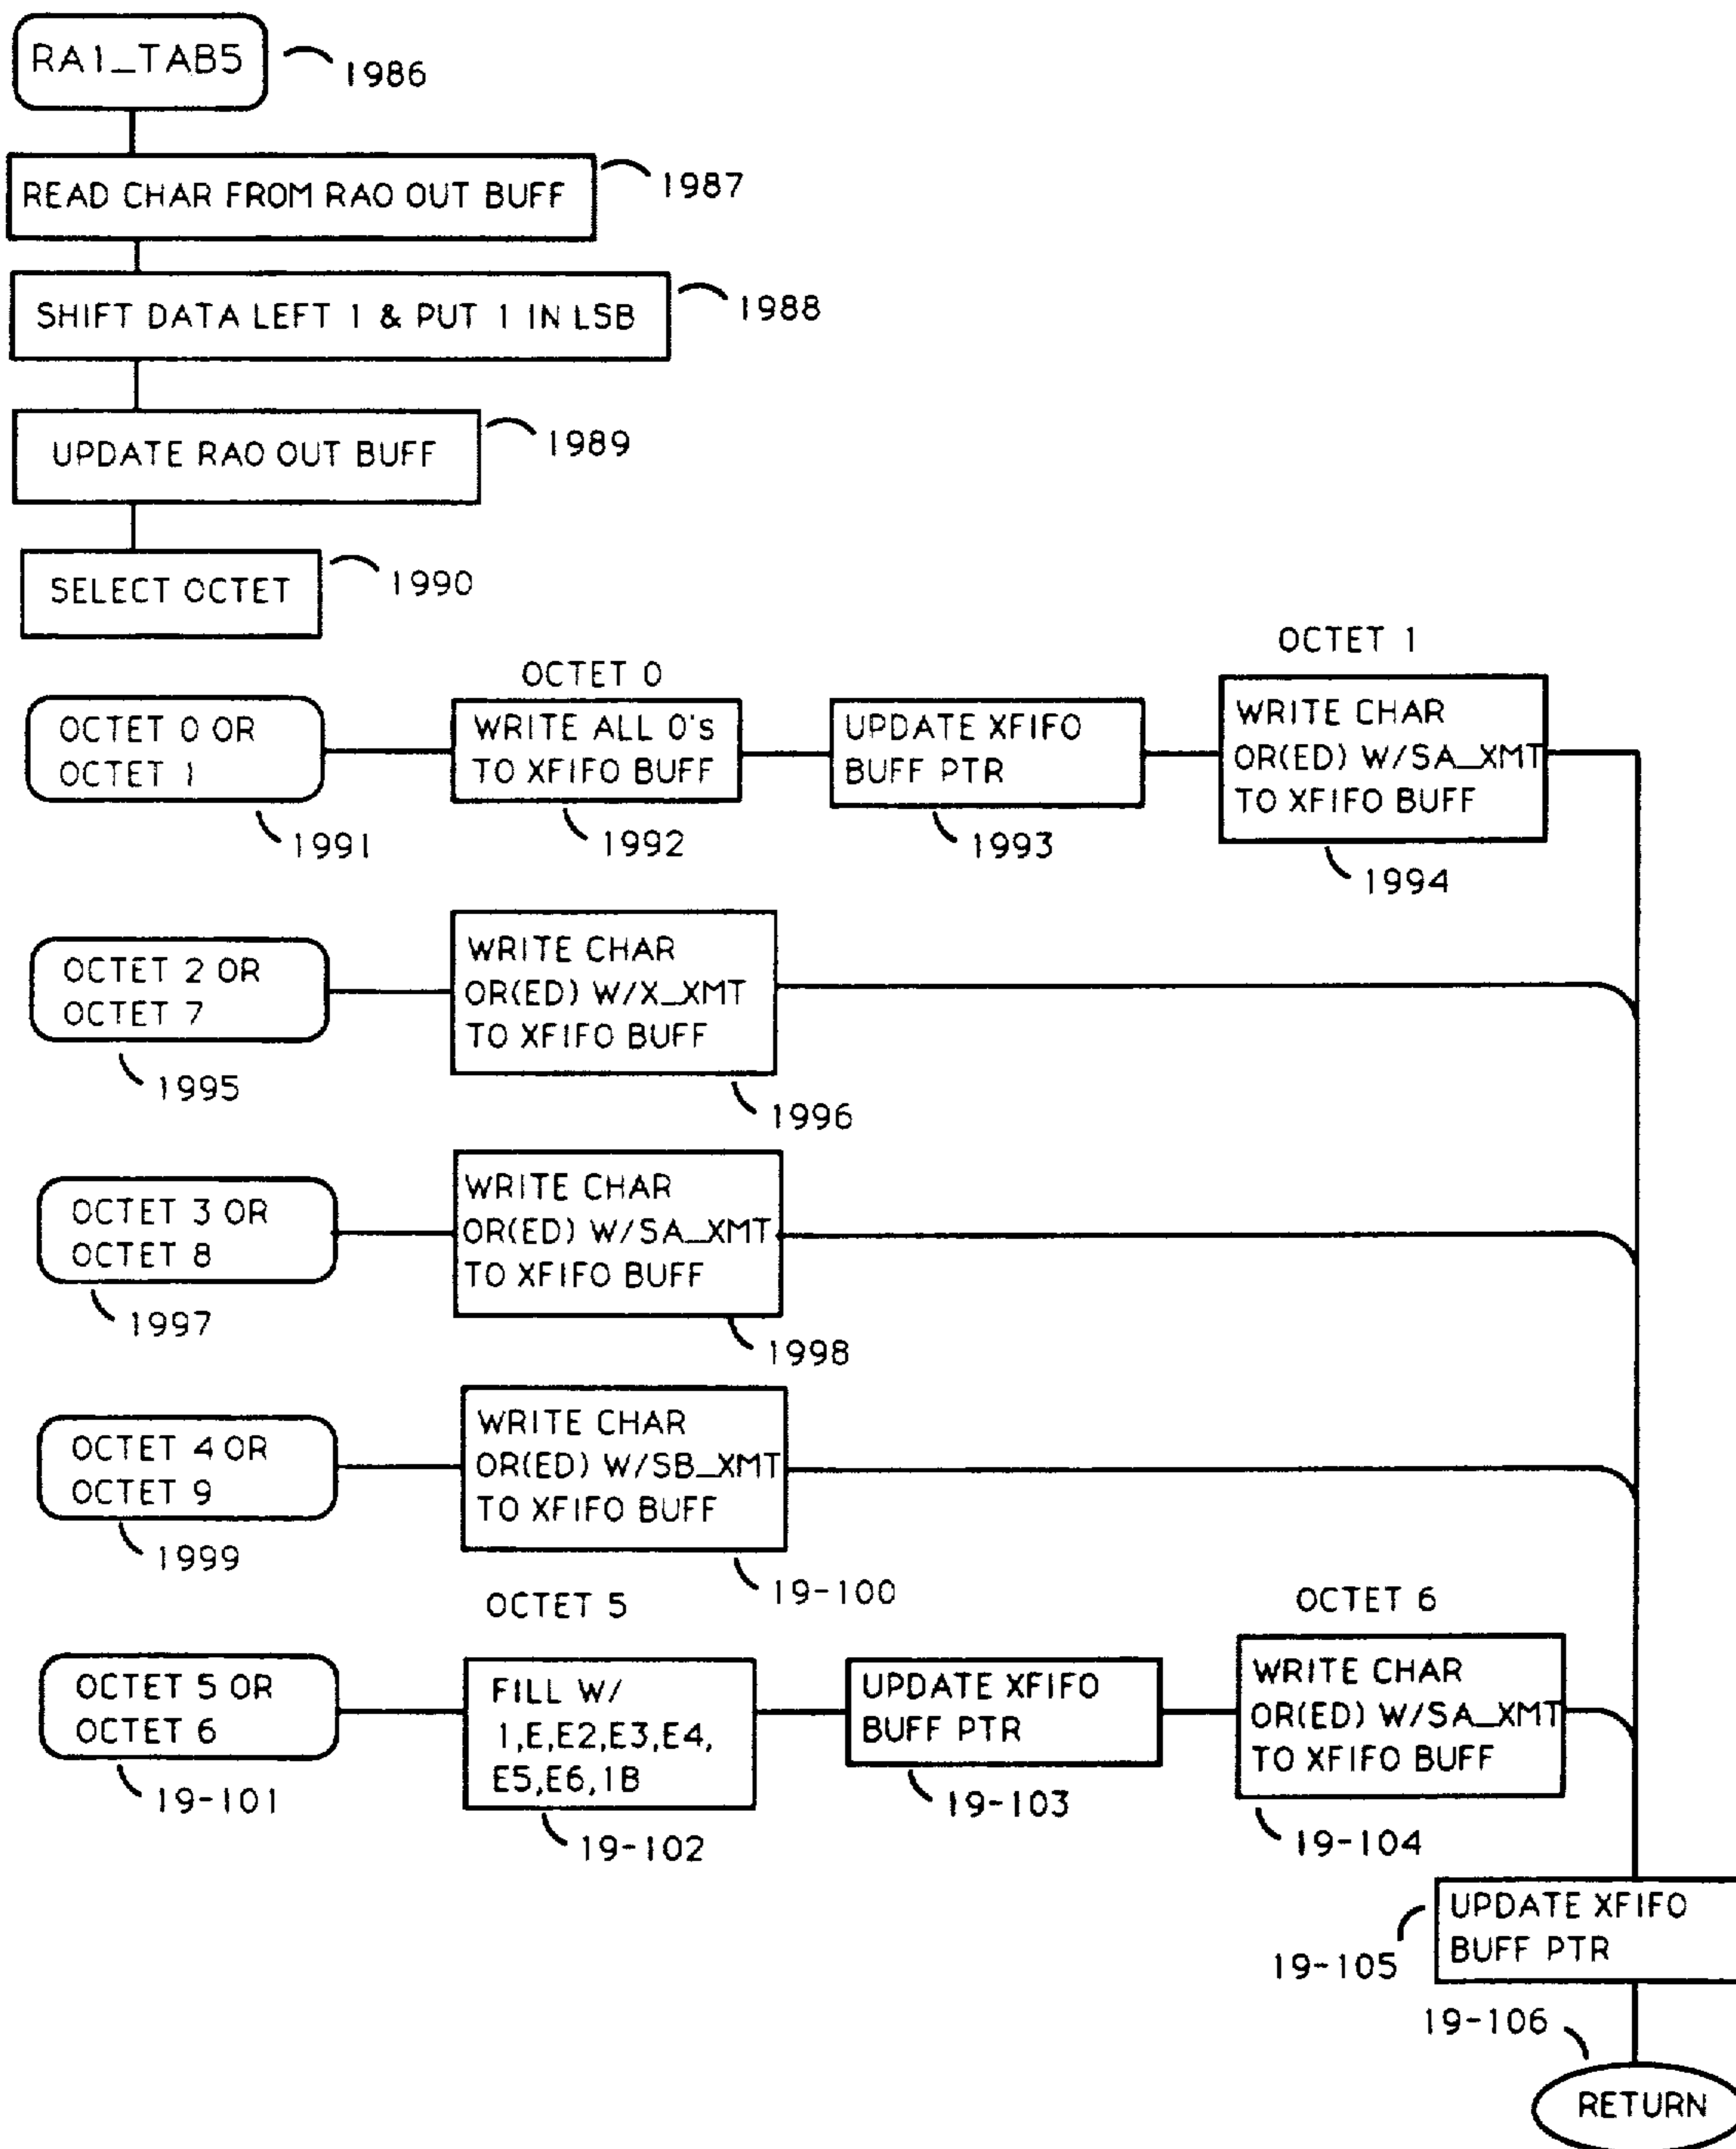 RA1_TAB5
1986
READ CHAR FROM RAO OUT BUFF
1987
SHIFT DATA LEFT 1 & PUT 1 IN LSB
1988
UPDATE RAO OUT BUFF
1989
SELECT OCTET
1990
OCTET 0 OR
OCTET 1
1991
OCTET 0
WRITE ALL 0's
TO XFIFO BUFF
1992
UPDATE XFIFO
BUFF PTR
1993
OCTET 1
WRITE CHAR
OR(ED) W/SA_XMT
TO XFIFO BUFF
1994
OCTET 2 OR
OCTET 7
1995
WRITE CHAR
OR(ED) W/X_XMT
TO XFIFO BUFF
1996
OCTET 3 OR
OCTET 8
1997
WRITE CHAR
OR(ED) W/SA_XMT
TO XFIFO BUFF
1998
OCTET 4 OR
OCTET 9
1999
WRITE CHAR
OR(ED) W/SB_XMT
TO XFIFO BUFF
19-100
OCTET 5 OR
OCTET 6
19-101
OCTET 5
FILL W/
1,E,E2,E3,E4,
E5,E6,1B
19-102
UPDATE XFIFO
BUFF PTR
19-103
OCTET 6
WRITE CHAR
OR(ED) W/SA_XMT
TO XFIFO BUFF
19-104
UPDATE XFIFO
BUFF PTR
19-105
19-106
RETURN